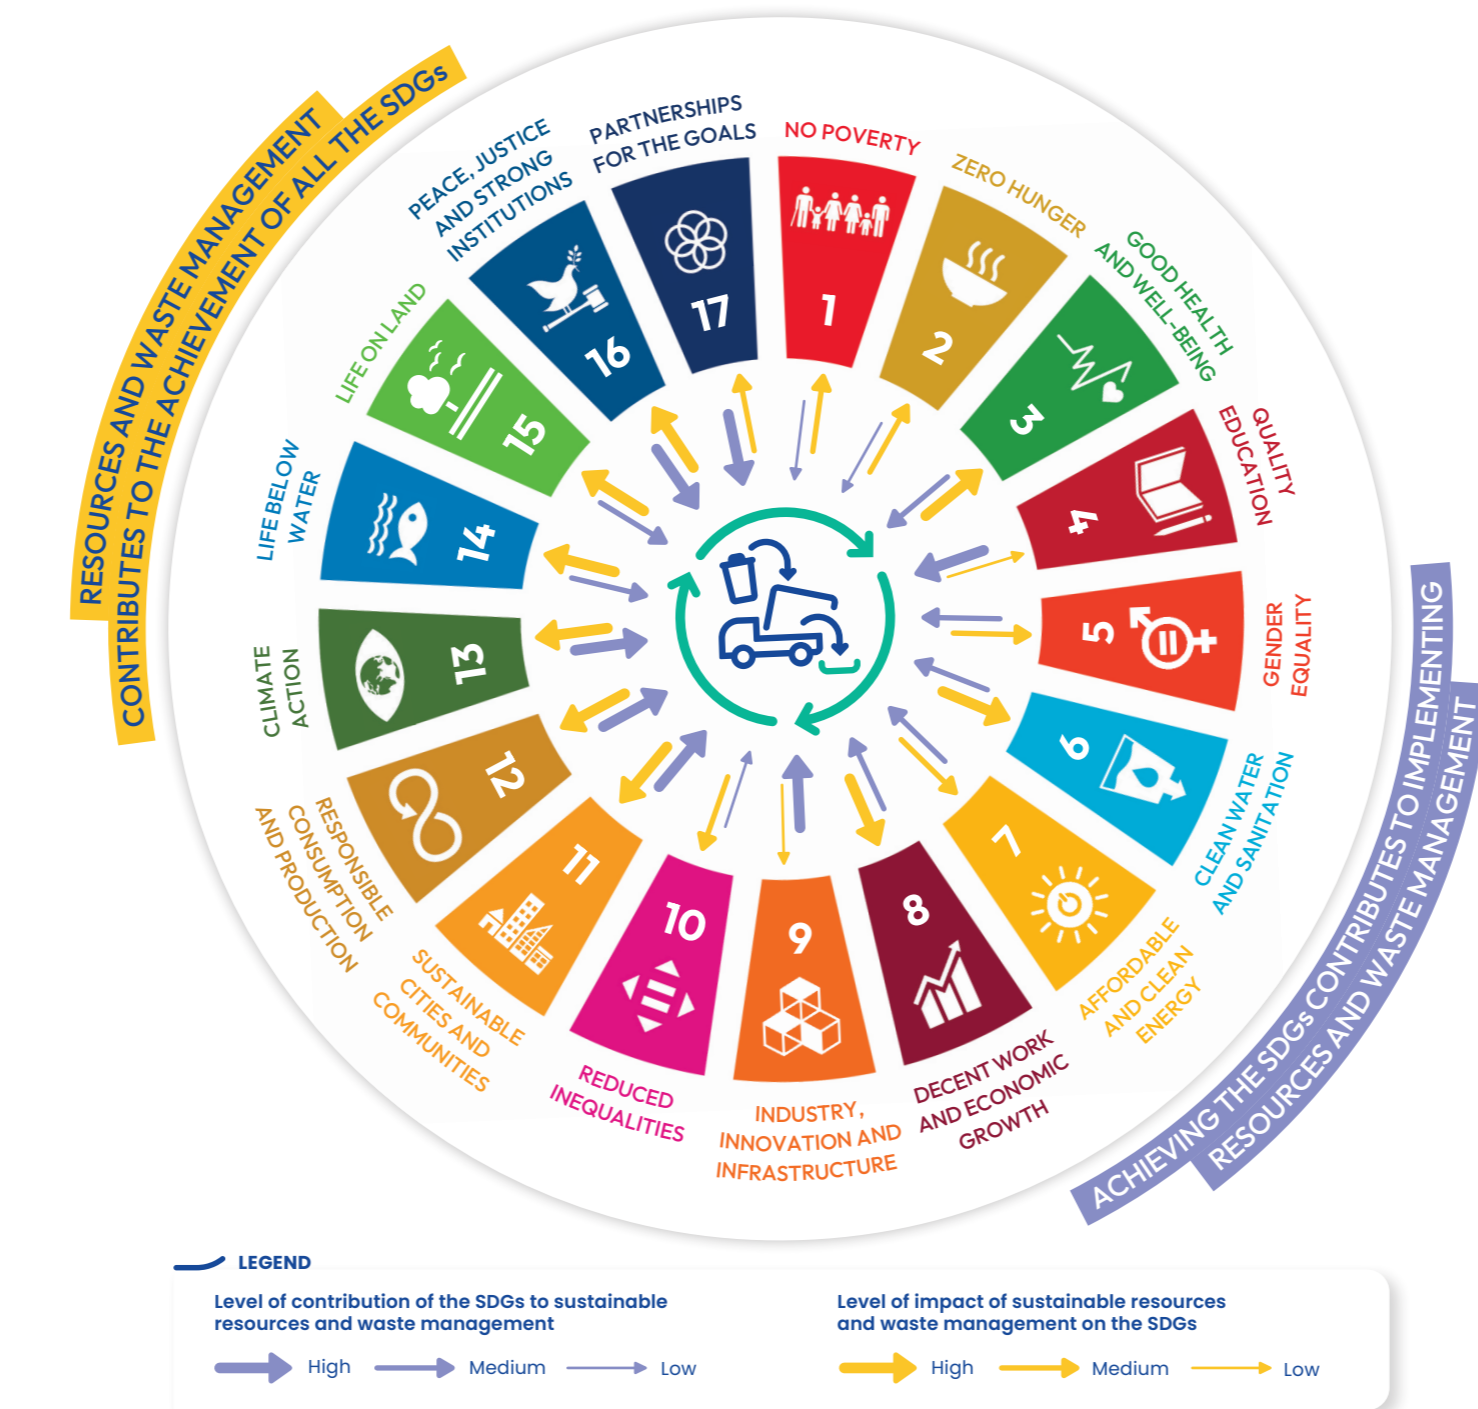 RESOURCES AND WASTE MANAGEMENT
CONTRIBUTES TO THE ACHIEVEMENT OF ALL THE SDGs
NO POVERTY
1
ZERO HUNGER
2
GOOD HEALTH
AND WELL-BEING
3
QUALITY
EDUCATION
4
GENDER
EQUALITY
5
CLEAN WATER
AND SANITATION
6
AFFORDABLE
AND CLEAN
ENERGY
7
DECENT WORK
AND ECONOMIC
GROWTH
8
INDUSTRY,
INNOVATION AND
INFRASTRUCTURE
9
REDUCED
INEQUALITIES
10
SUSTAINABLE
CITIES AND
COMMUNITIES
11
RESPONSIBLE
CONSUMPTION
AND PRODUCTION
12
CLIMATE
ACTION
13
LIFE BELOW
WATER
14
LIFE ON LAND
15
PEACE, JUSTICE
AND STRONG
INSTITUTIONS
16
PARTNERSHIPS
FOR THE GOALS
17
ACHIEVING THE SDGs CONTRIBUTES TO IMPLEMENTING
RESOURCES AND WASTE MANAGEMENT
LEGEND
Level of contribution of the SDGs to sustainable
resources and waste management
High
Medium
Low
Level of impact of sustainable resources
and waste management on the SDGs
High
Medium
Low